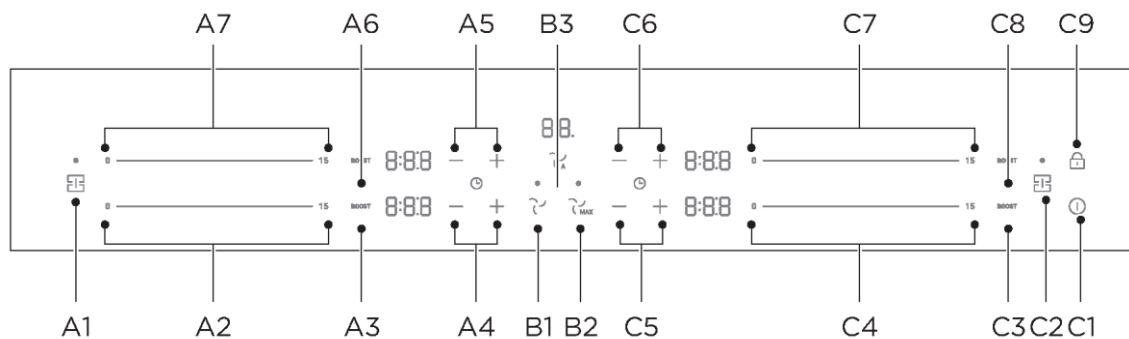 A7 A6 A5 B3 C6 C7 C8 C9
88.
0 15 BOOST 8:8.8 − + A − + 8:8.8 0 15 BOOST
0 15 BOOST 8:8.8 − + MAX − + 8:8.8 0 15 BOOST
A1 A2 A3 A4 B1 B2 C5 C4 C3 C2 C1